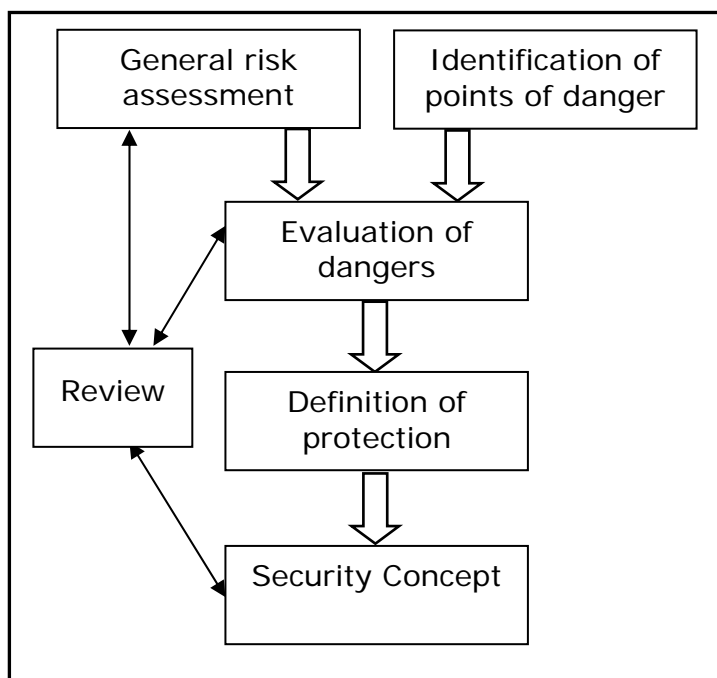 General risk
assessment
Identification of
points of danger
Evaluation of
dangers
Review
Definition of
protection
Security Concept